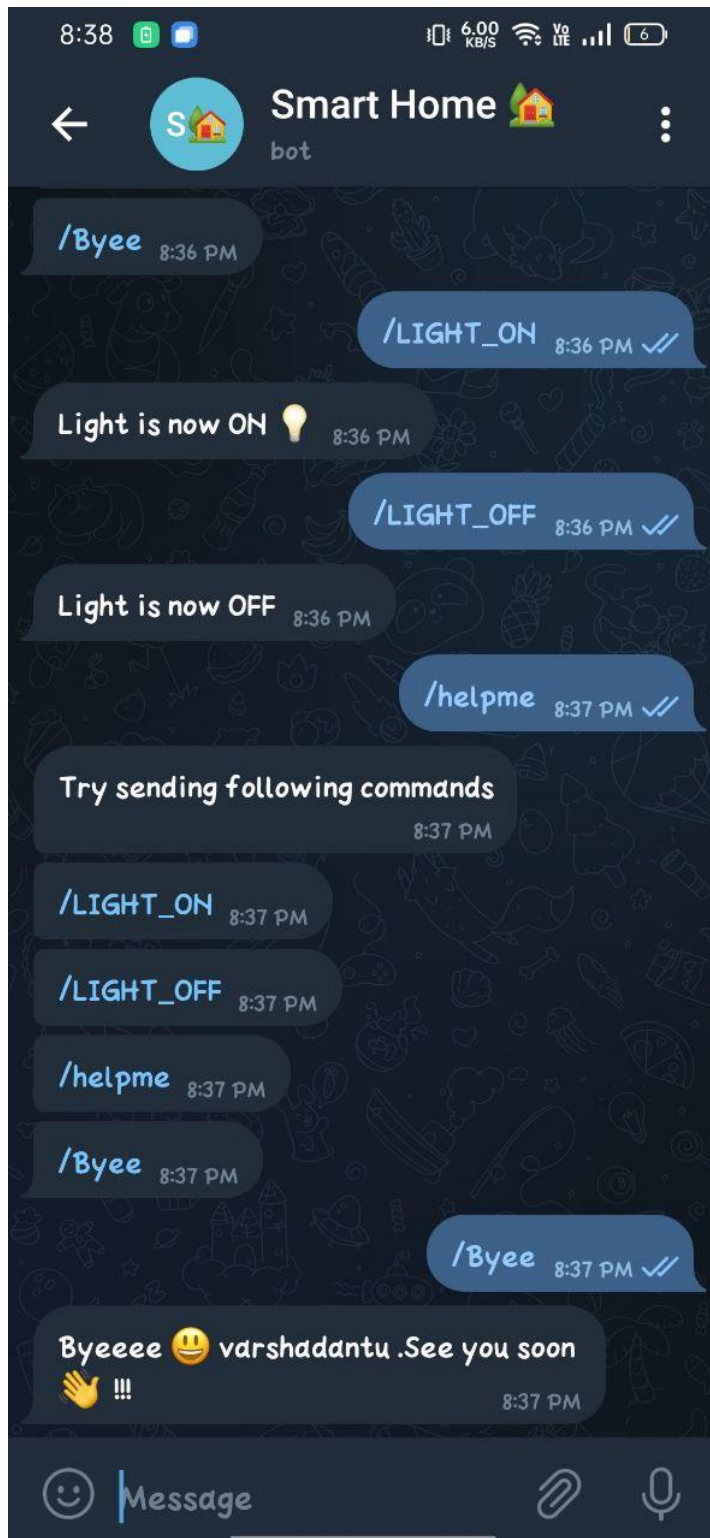 8:38 6.00 KB/S Vo LTE 6
S🏠 Smart Home 🏠
bot
/Byee 8:36 PM
/LIGHT_ON 8:36 PM
Light is now ON 💡 8:36 PM
/LIGHT_OFF 8:36 PM
Light is now OFF 8:36 PM
/helpme 8:37 PM
Try sending following commands
8:37 PM
/LIGHT_ON 8:37 PM
/LIGHT_OFF 8:37 PM
/helpme 8:37 PM
/Byee 8:37 PM
/Byee 8:37 PM
Byeeee 😃 varshadantu .See you soon
👋 !!! 8:37 PM
Message